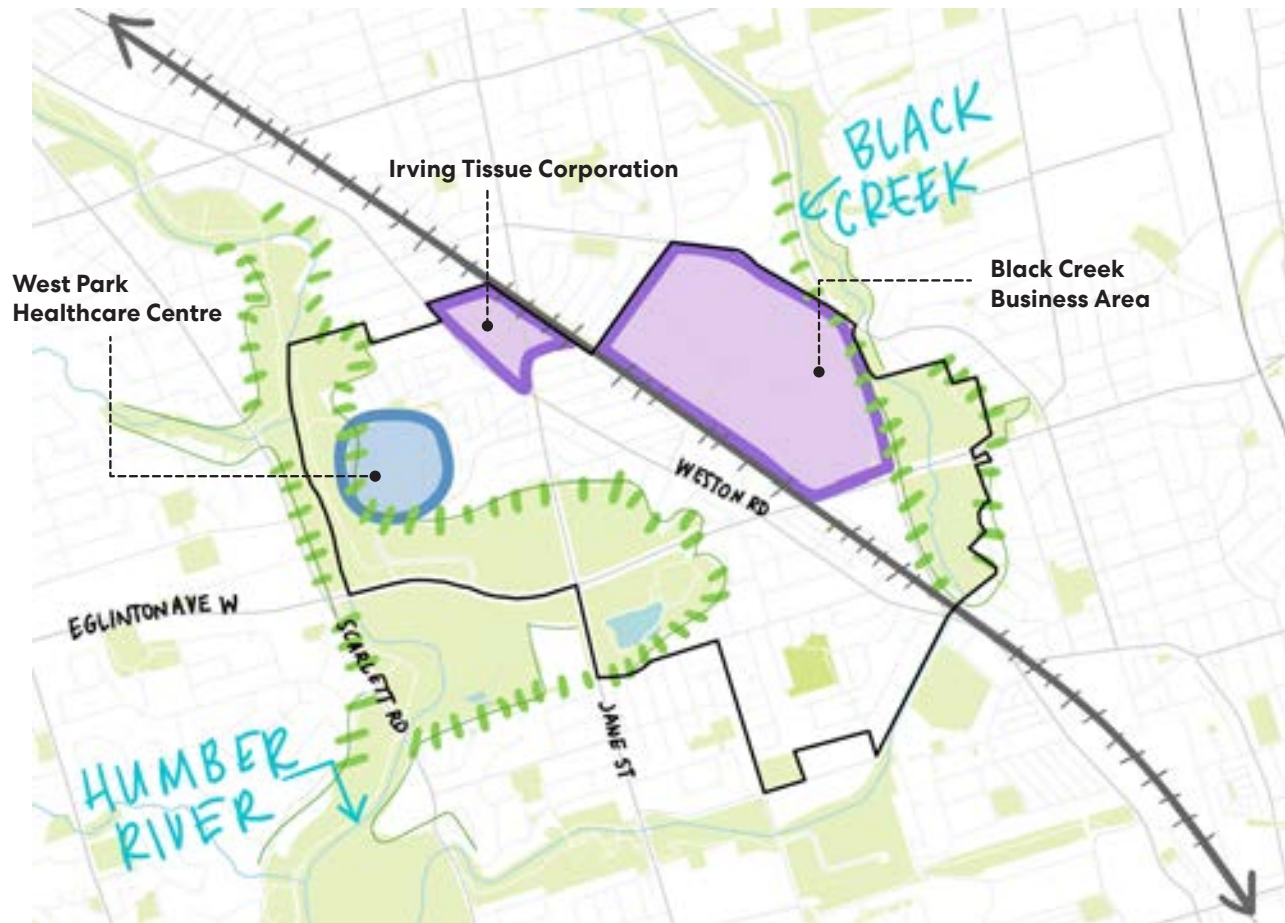 BLACK
CREEK
Irving Tissue Corporation
West Park
Healthcare Centre
Black Creek
Business Area
WESTON RD
EGLINTON AVE W
SCARLETT RD
JANE ST
HUMBER
RIVER